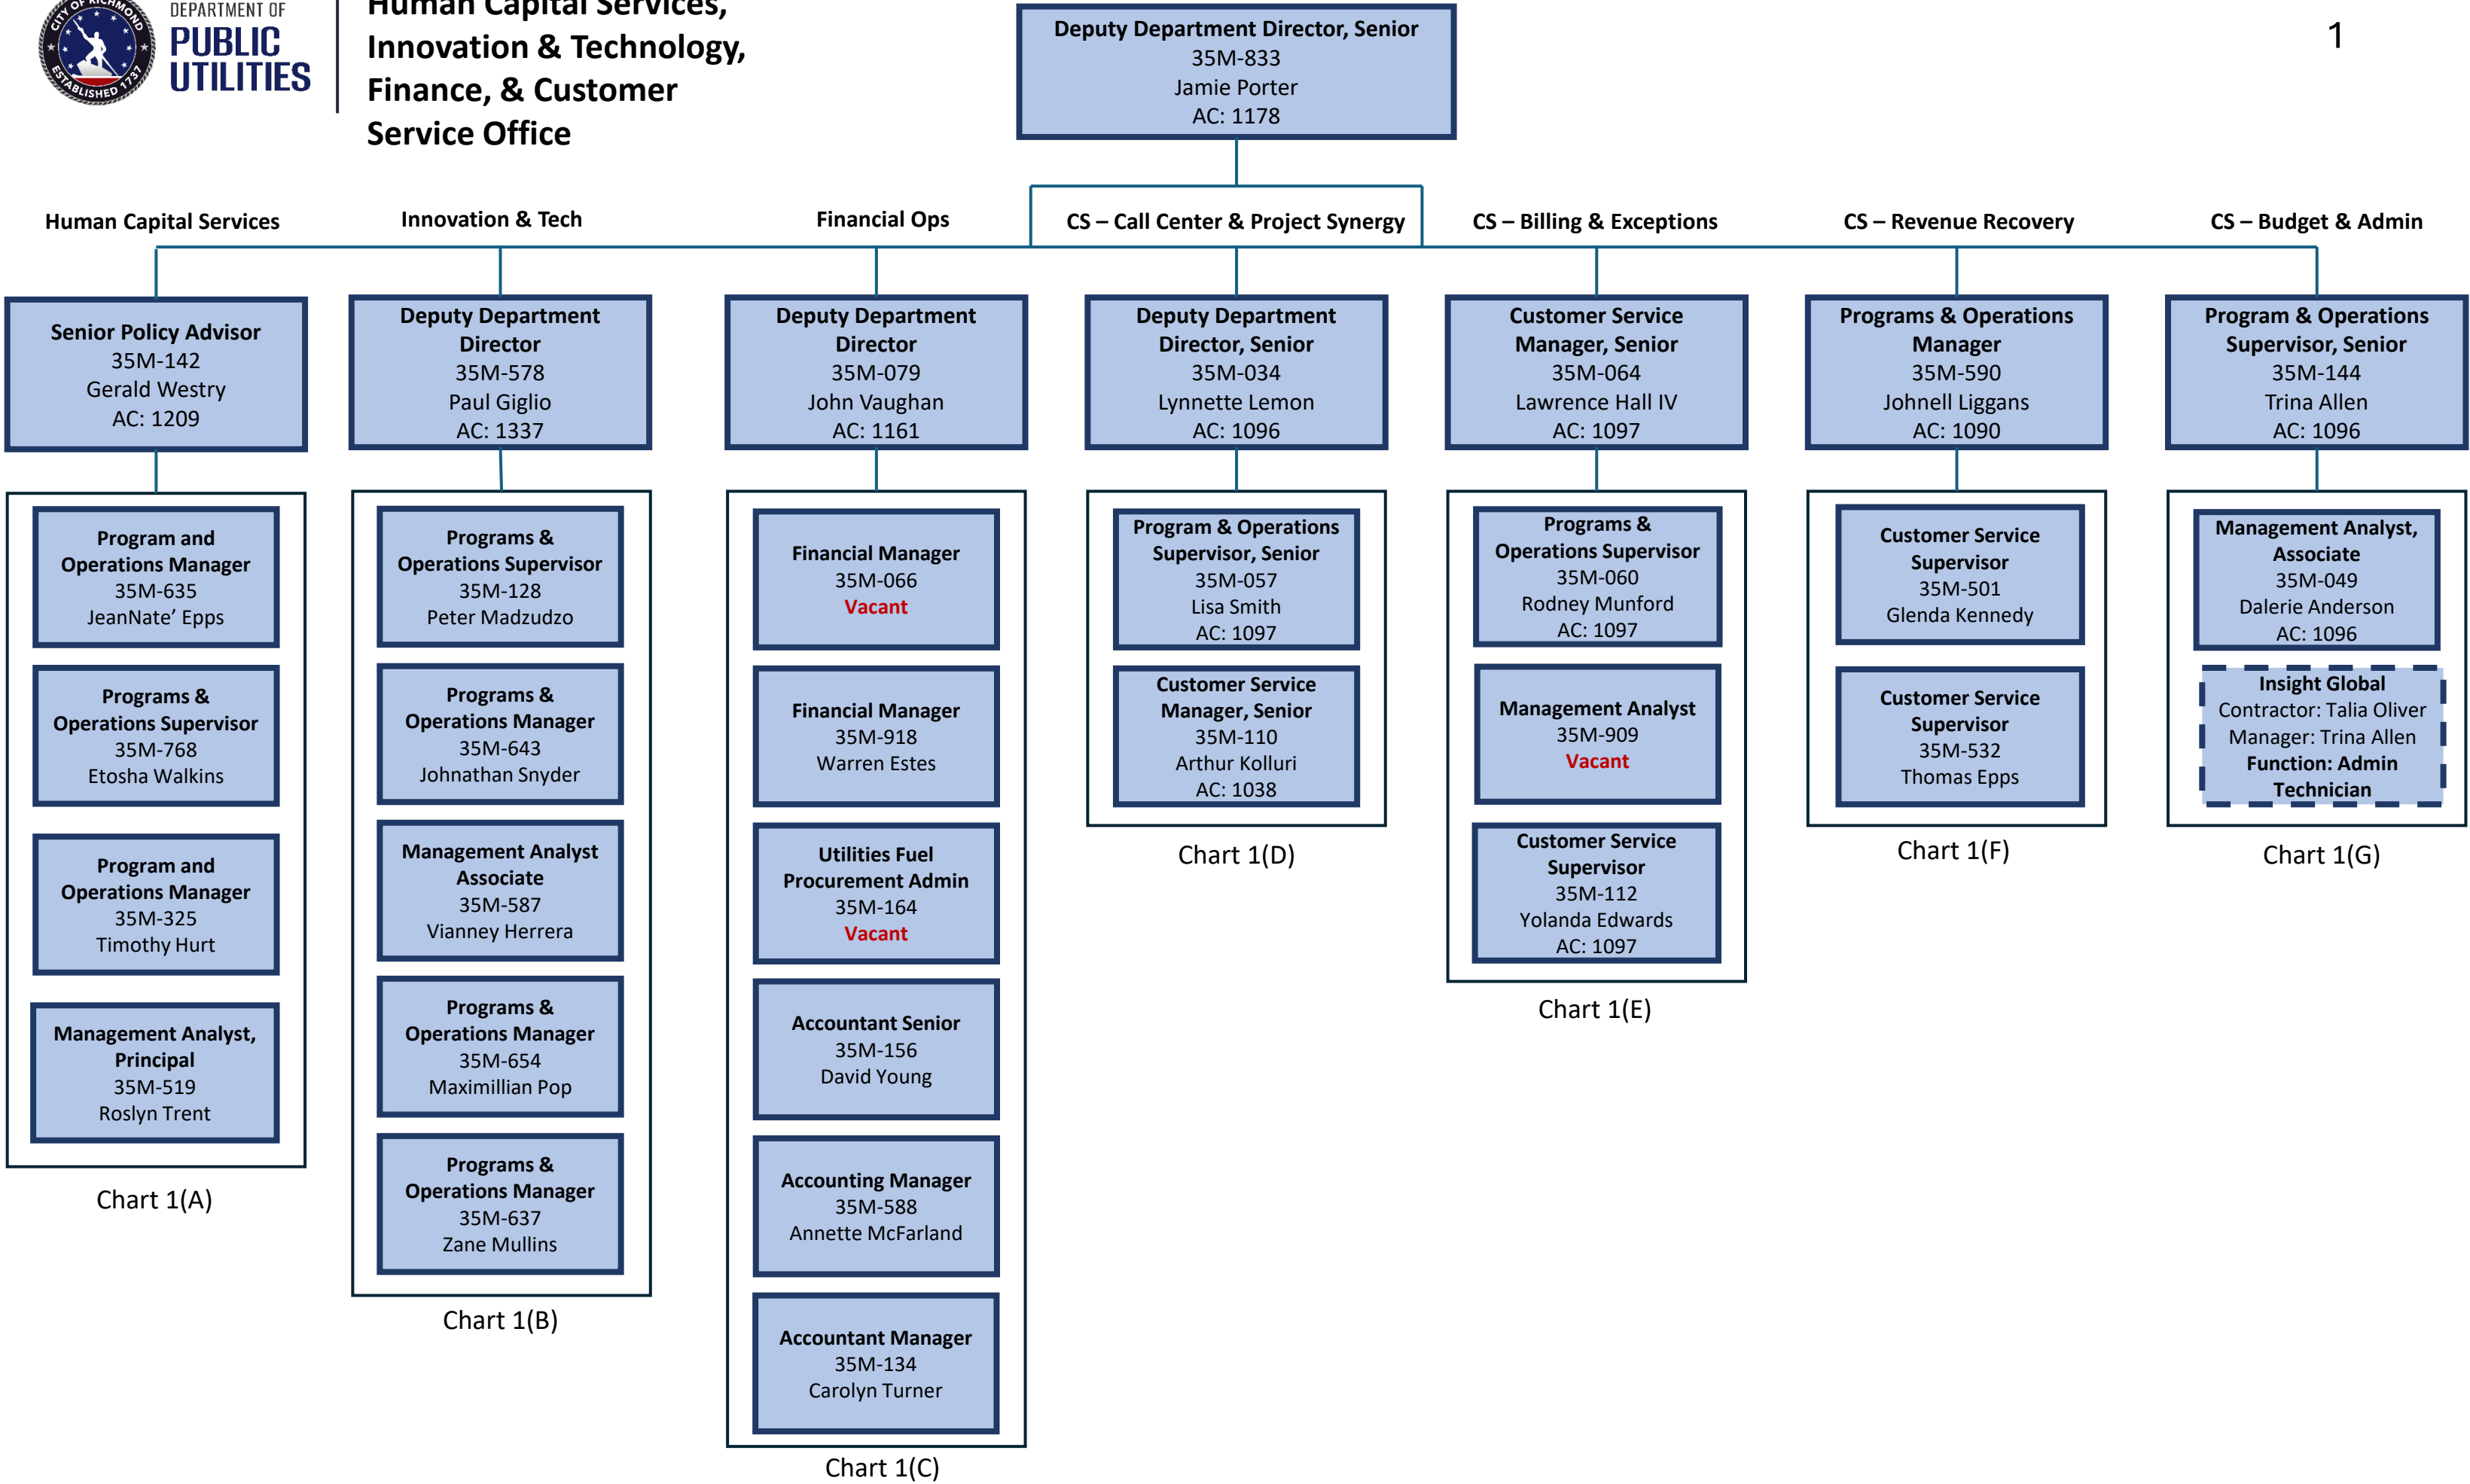 CITY OF RICHMOND
ESTABLISHED 1737
DEPARTMENT OF
PUBLIC
UTILITIES
Human Capital Services,
Innovation & Technology,
Finance, & Customer
Service Office
1
Deputy Department Director, Senior
35M-833
Jamie Porter
AC: 1178
Human Capital Services
Senior Policy Advisor
35M-142
Gerald Westry
AC: 1209
Program and
Operations Manager
35M-635
JeanNate’ Epps
Programs &
Operations Supervisor
35M-768
Etosha Walkins
Program and
Operations Manager
35M-325
Timothy Hurt
Management Analyst,
Principal
35M-519
Roslyn Trent
Chart 1(A)
Innovation & Tech
Deputy Department
Director
35M-578
Paul Giglio
AC: 1337
Programs &
Operations Supervisor
35M-128
Peter Madzudzo
Programs &
Operations Manager
35M-643
Johnathan Snyder
Management Analyst
Associate
35M-587
Vianney Herrera
Programs &
Operations Manager
35M-654
Maximillian Pop
Programs &
Operations Manager
35M-637
Zane Mullins
Chart 1(B)
Financial Ops
Deputy Department
Director
35M-079
John Vaughan
AC: 1161
Financial Manager
35M-066
Vacant
Financial Manager
35M-918
Warren Estes
Utilities Fuel
Procurement Admin
35M-164
Vacant
Accountant Senior
35M-156
David Young
Accounting Manager
35M-588
Annette McFarland
Accountant Manager
35M-134
Carolyn Turner
Chart 1(C)
CS – Call Center & Project Synergy
Deputy Department
Director, Senior
35M-034
Lynnette Lemon
AC: 1096
Program & Operations
Supervisor, Senior
35M-057
Lisa Smith
AC: 1097
Customer Service
Manager, Senior
35M-110
Arthur Kolluri
AC: 1038
Chart 1(D)
CS – Billing & Exceptions
Customer Service
Manager, Senior
35M-064
Lawrence Hall IV
AC: 1097
Programs &
Operations Supervisor
35M-060
Rodney Munford
AC: 1097
Management Analyst
35M-909
Vacant
Customer Service
Supervisor
35M-112
Yolanda Edwards
AC: 1097
Chart 1(E)
CS – Revenue Recovery
Programs & Operations
Manager
35M-590
Johnell Liggans
AC: 1090
Customer Service
Supervisor
35M-501
Glenda Kennedy
Customer Service
Supervisor
35M-532
Thomas Epps
Chart 1(F)
CS – Budget & Admin
Program & Operations
Supervisor, Senior
35M-144
Trina Allen
AC: 1096
Management Analyst,
Associate
35M-049
Dalerie Anderson
AC: 1096
Insight Global
Contractor: Talia Oliver
Manager: Trina Allen
Function: Admin
Technician
Chart 1(G)